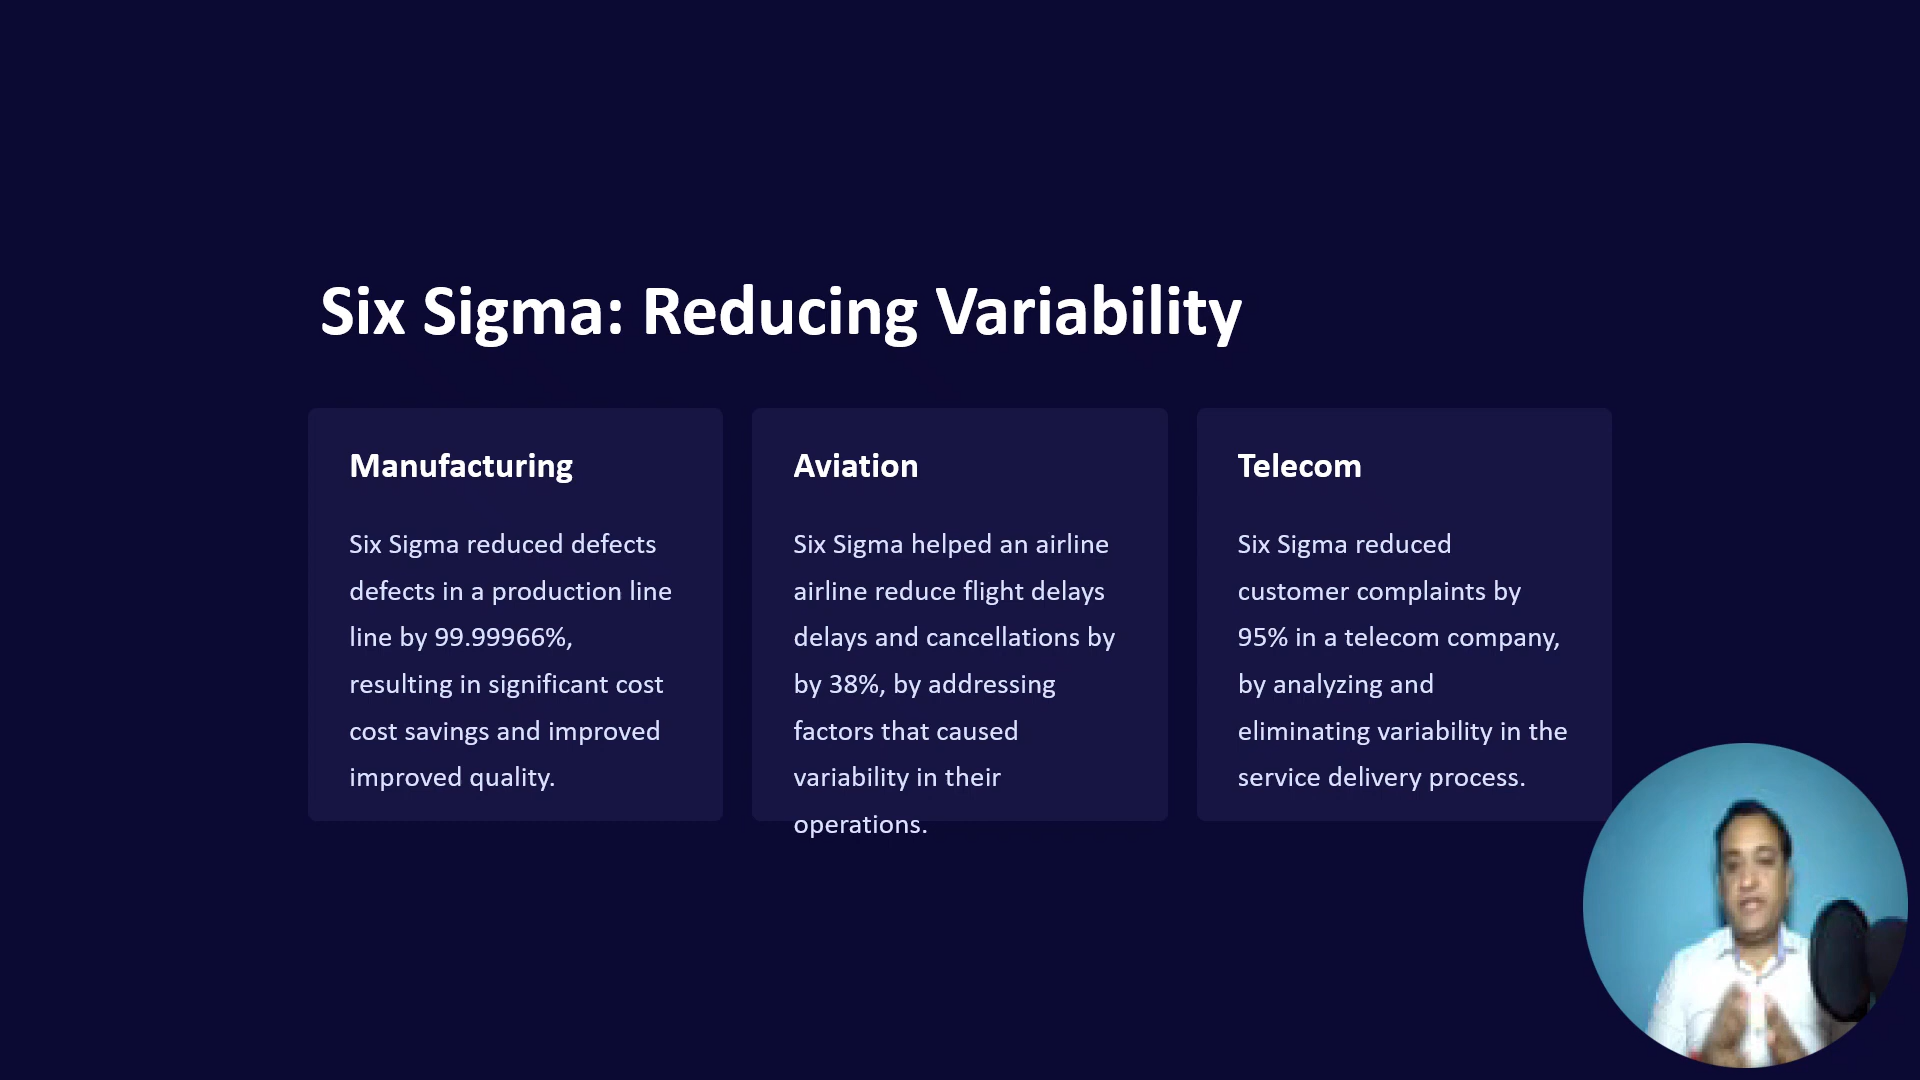 Six Sigma: Reducing Variability
Manufacturing
Six Sigma reduced defects
defects in a production line
line by 99.99966%,
resulting in significant cost
cost savings and improved
improved quality.
Aviation
Six Sigma helped an airline
airline reduce flight delays
delays and cancellations by
by 38%, by addressing
factors that caused
variability in their
operations.
Telecom
Six Sigma reduced
customer complaints by
95% in a telecom company,
by analyzing and
eliminating variability in the
service delivery process.